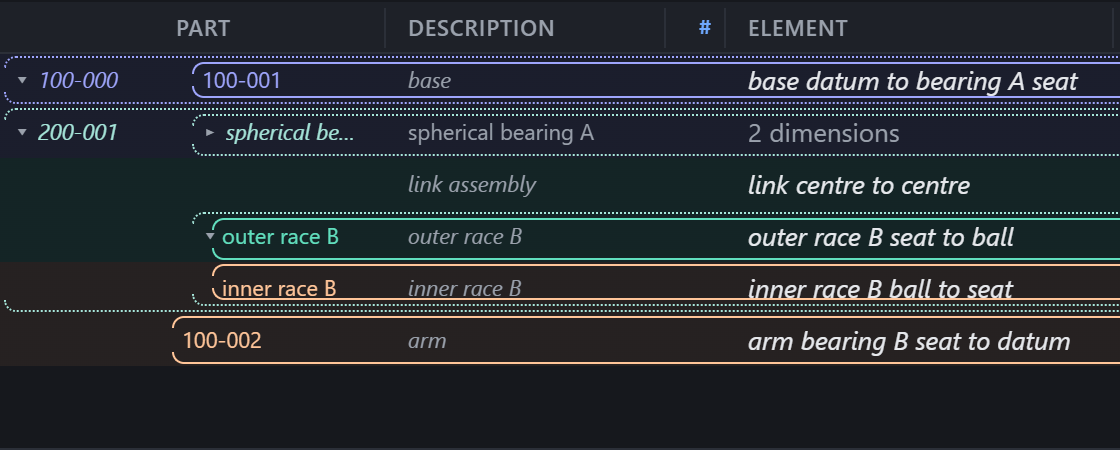 PART DESCRIPTION # ELEMENT
100-000 100-001 base base datum to bearing A seat
200-001 spherical be... spherical bearing A 2 dimensions
link assembly link centre to centre
outer race B outer race B outer race B seat to ball
inner race B inner race B inner race B ball to seat
100-002 arm arm bearing B seat to datum